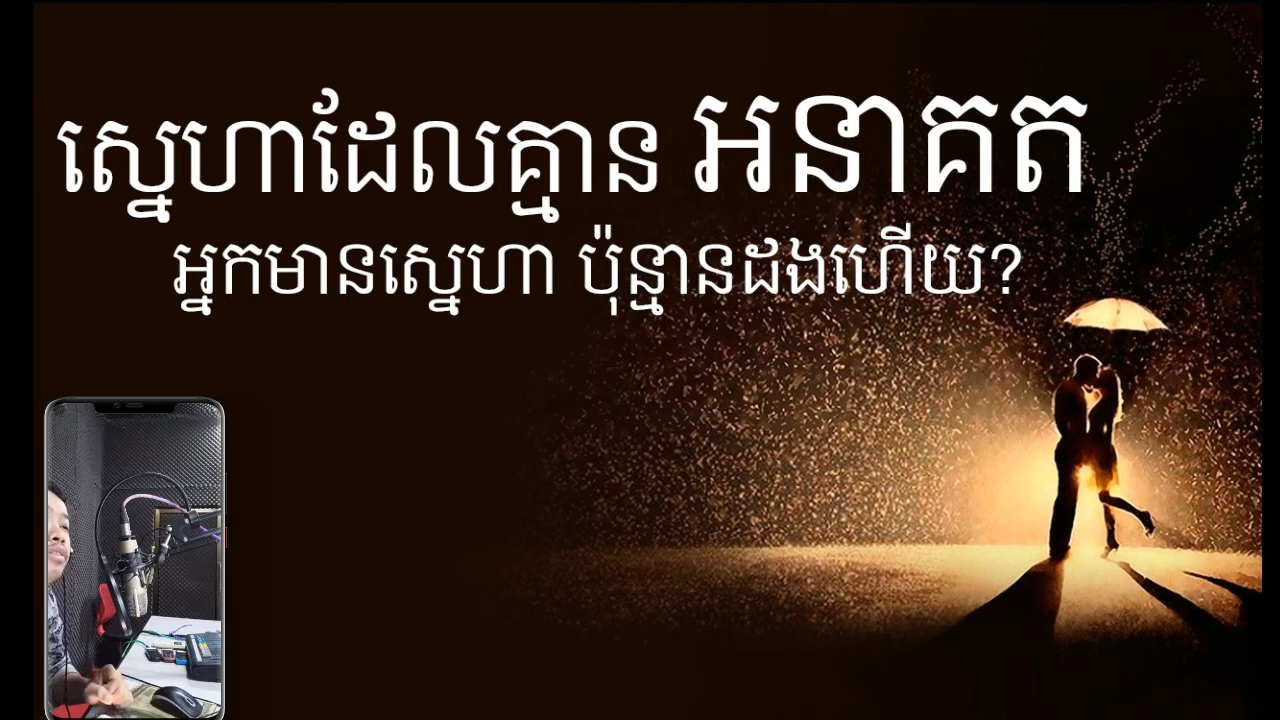 ស្នេហាដែលគ្មាន អនាគត
អ្នកមានស្នេហា ប៉ុន្មានដងហើយ?